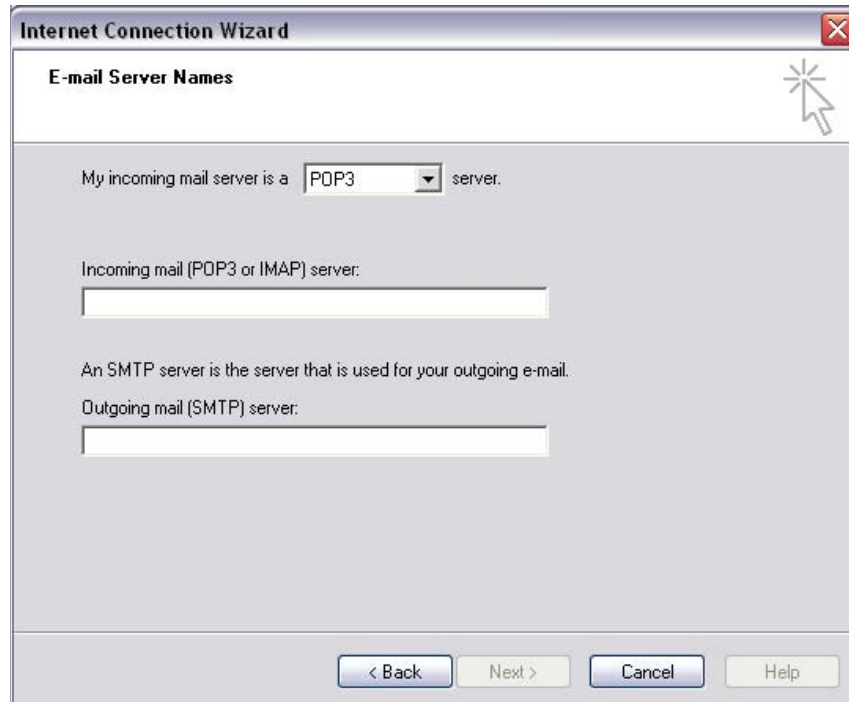 Internet Connection Wizard
E-mail Server Names
My incoming mail server is a POP3 server.
Incoming mail (POP3 or IMAP) server:
An SMTP server is the server that is used for your outgoing e-mail.
Outgoing mail (SMTP) server:
< Back Next > Cancel Help